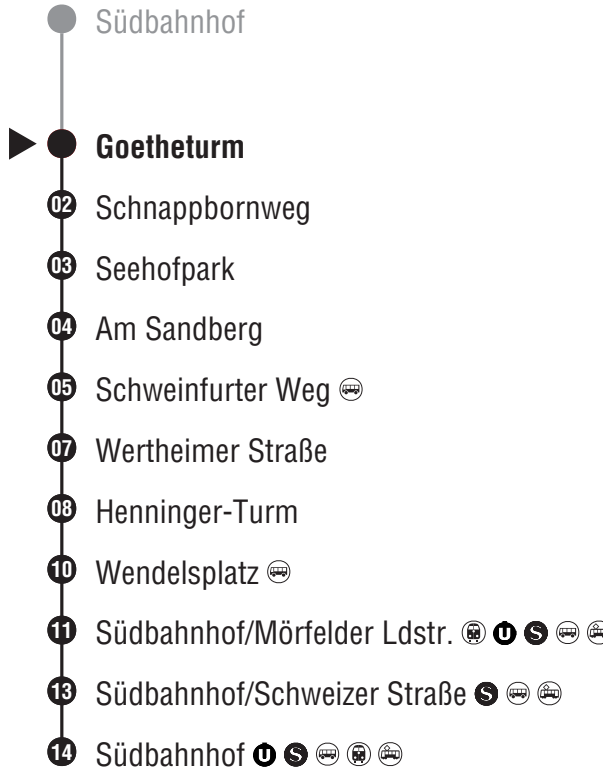 Südbahnhof
Goetheturm
02 Schnappbornweg
03 Seehofpark
04 Am Sandberg
05 Schweinfurter Weg
07 Wertheimer Straße
08 Henninger-Turm
10 Wendelsplatz
11 Südbahnhof/Mörfelder Ldstr. U S
13 Südbahnhof/Schweizer Straße S
14 Südbahnhof U S